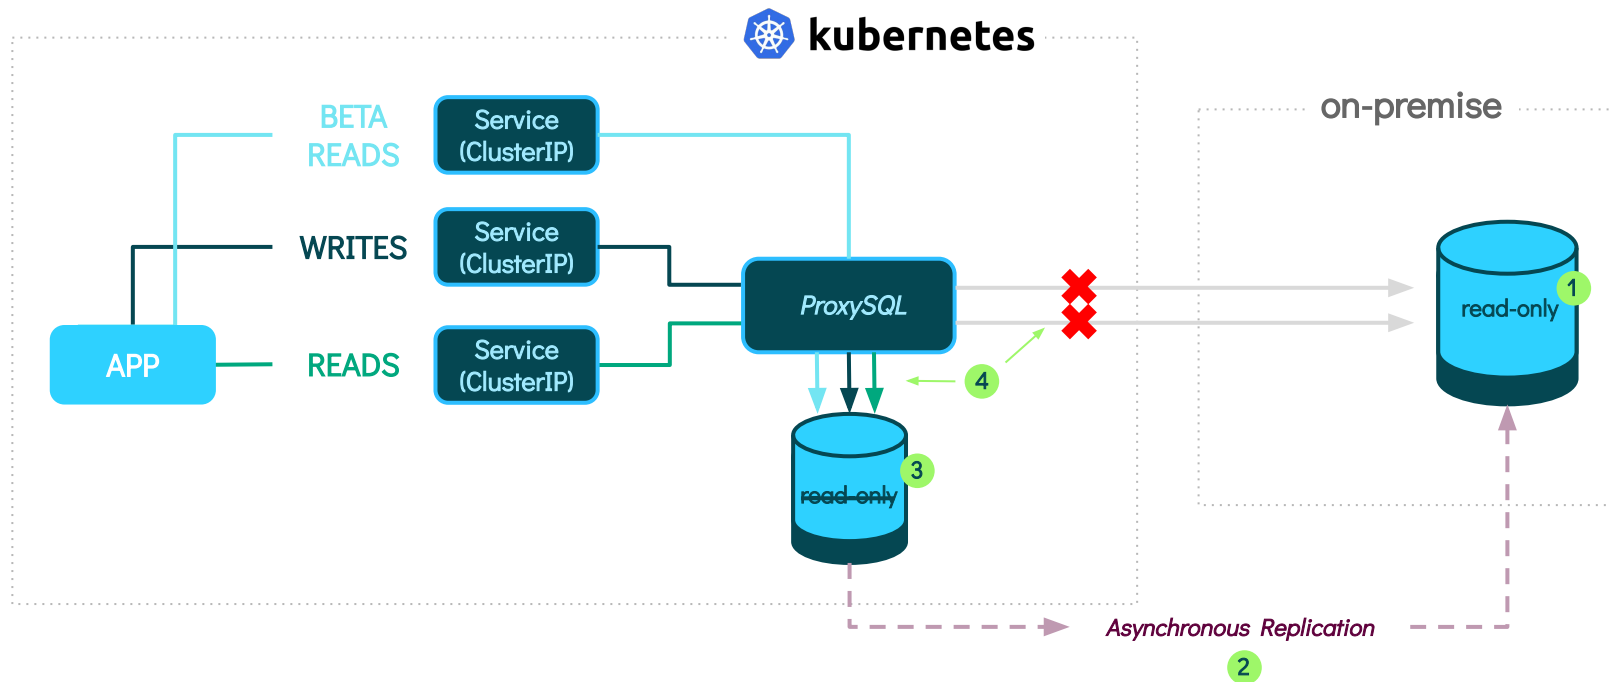 kubernetes
on-premise
BETA
READS
Service
(ClusterIP)
WRITES
Service
(ClusterIP)
ProxySQL
1
read-only
APP
READS
Service
(ClusterIP)
4
3
read-only
Asynchronous Replication
2